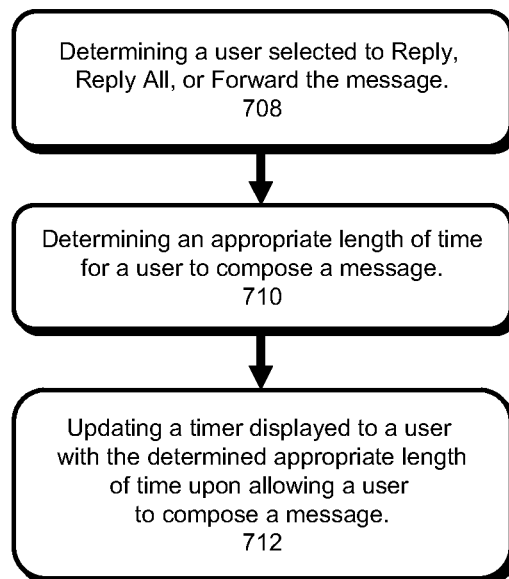 Determining a user selected to Reply,
Reply All, or Forward the message.
708
Determining an appropriate length of time
for a user to compose a message.
710
Updating a timer displayed to a user
with the determined appropriate length
of time upon allowing a user
to compose a message.
712